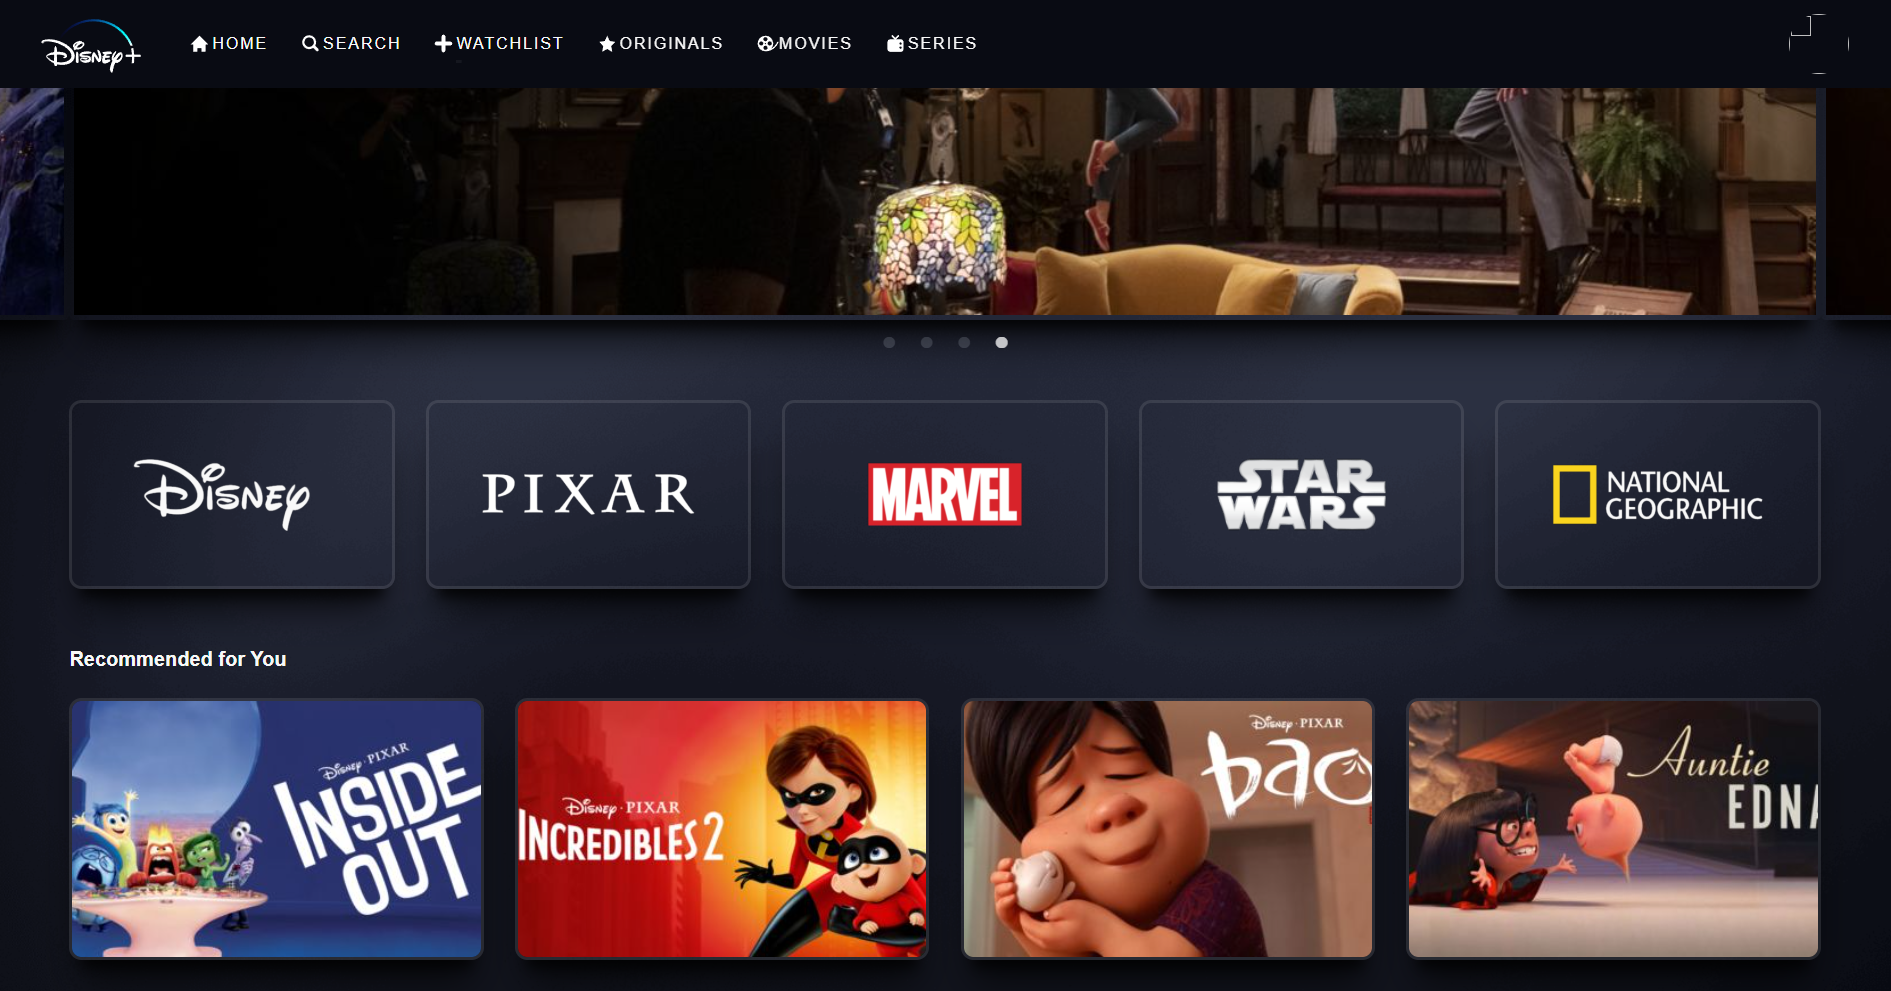 Disney+
HOME
SEARCH
WATCHLIST
ORIGINALS
MOVIES
SERIES
Disney
PIXAR
MARVEL
STAR
WARS
NATIONAL
GEOGRAPHIC
Recommended for You
Disney · PIXAR
INSIDE
OUT
Disney · PIXAR
INCREDIBLES 2
Disney · PIXAR
bao
Auntie
EDNA